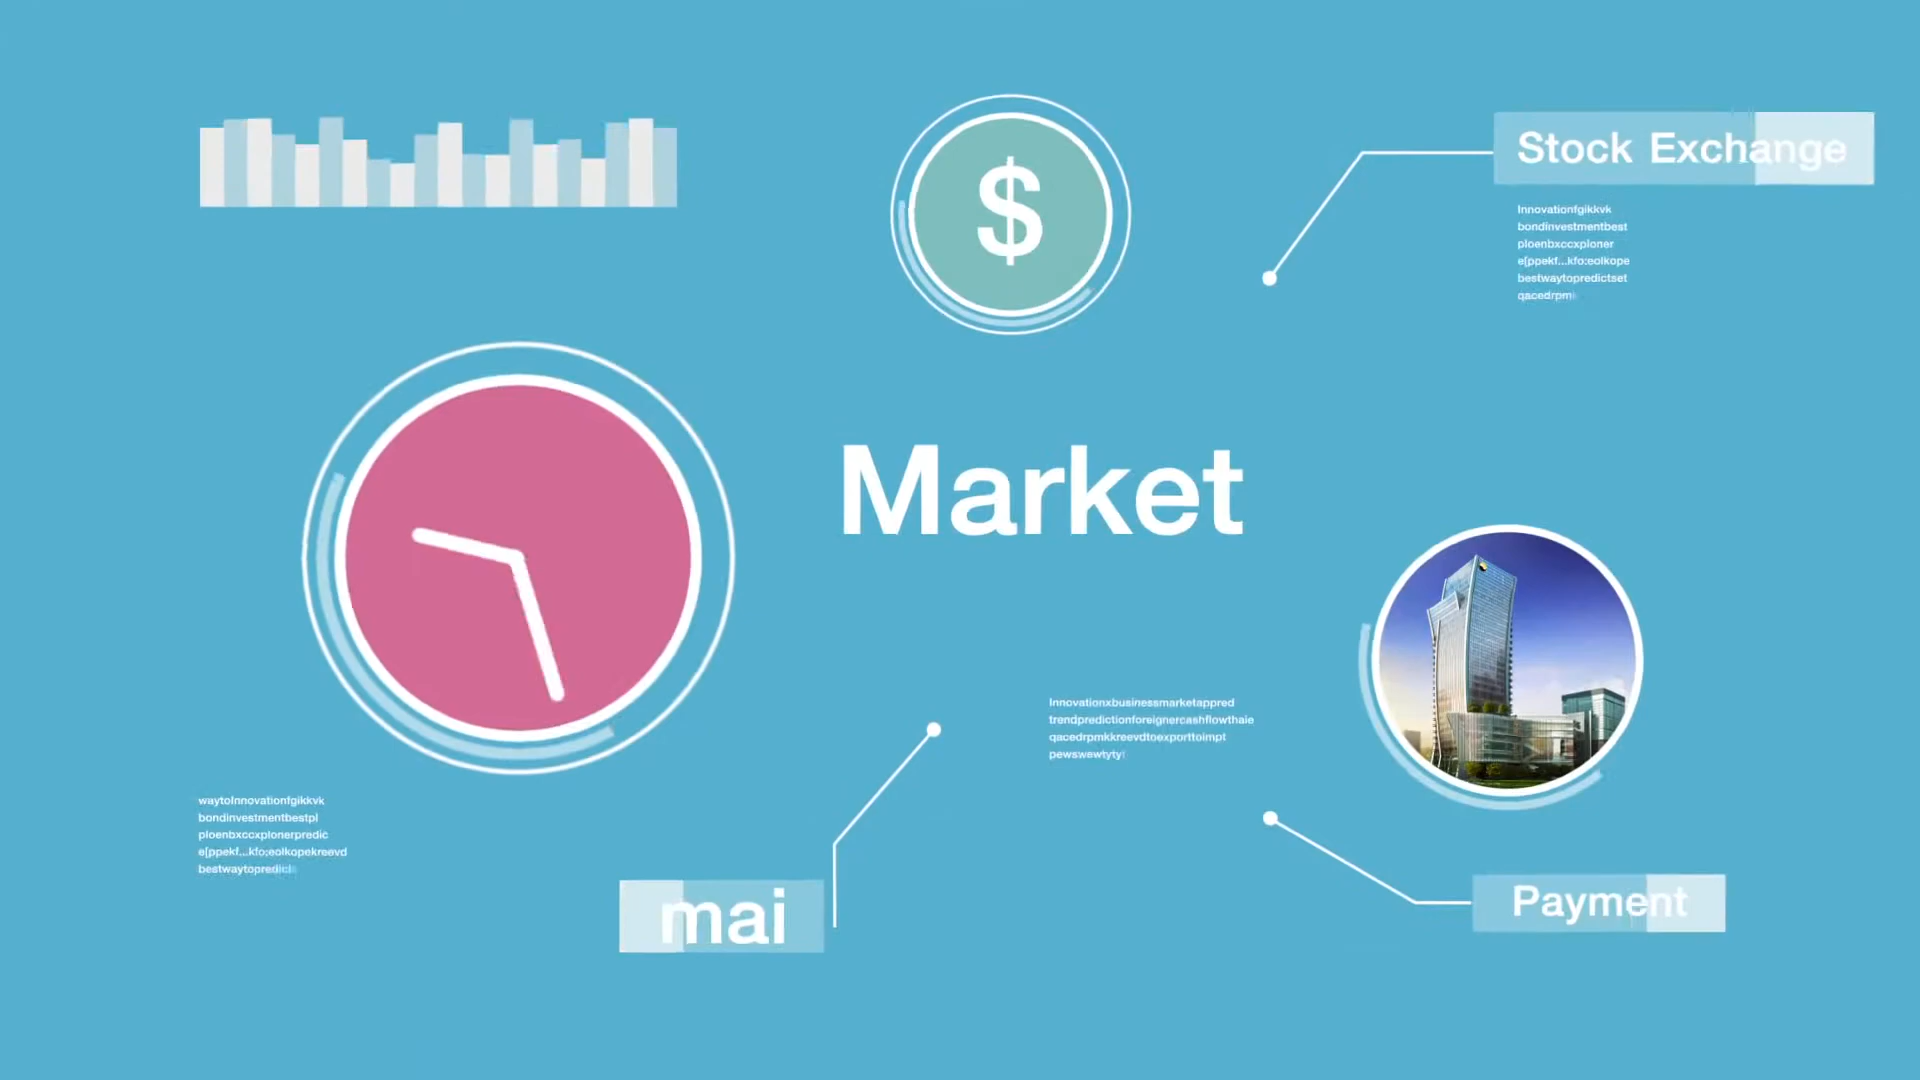 $
Stock Exchange
Innovationfgikkvk
bondinvestmentbest
ploenbxccxploner
e[ppekf...kfo:eolkope
bestwaytopredictset
qacedrpm
Market
Innovationxbusinessmarketappred
trendpredictionforeignercashflowthaie
qacedrpmkkreevdtoexporttoimpt
pewswewtyty
waytoInnovationfgikkvk
bondinvestmentbestpl
ploenbxccxplonerpredic
e[ppekf...kfo:eolkopekreevd
bestwaytopredict
mai
Payment